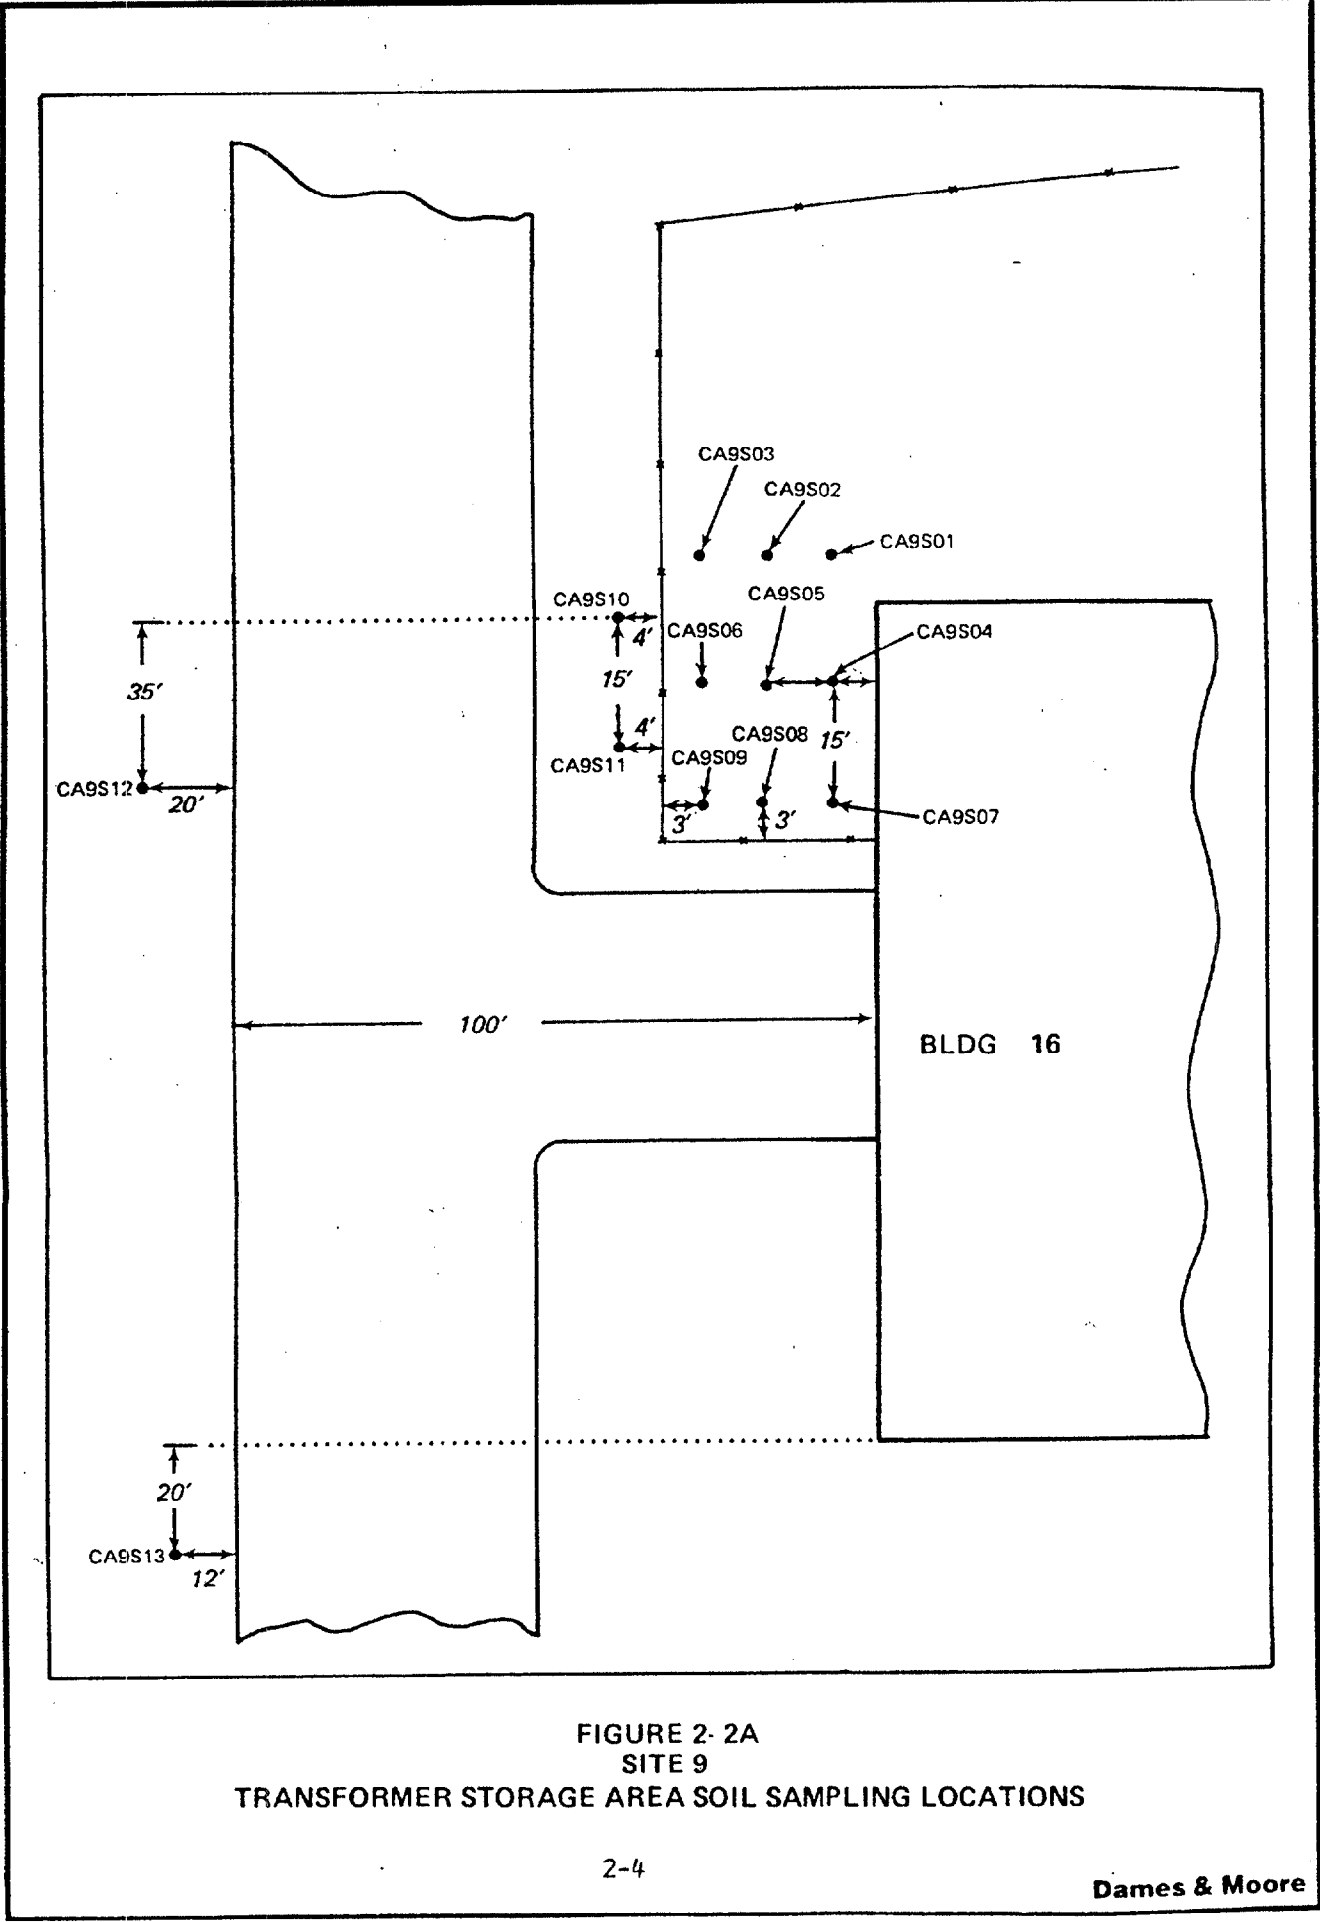 CA9S03
CA9S02
CA9S01
CA9S05
CA9S10
4'
CA9S06
CA9S04
35'
15'
4'
CA9S08
15'
CA9S11
CA9S09
CA9S12
20'
3'
3'
CA9S07
100'
BLDG 16
20'
CA9S13
12'
FIGURE 2-2A
SITE 9
TRANSFORMER STORAGE AREA SOIL SAMPLING LOCATIONS
2-4
Dames & Moore